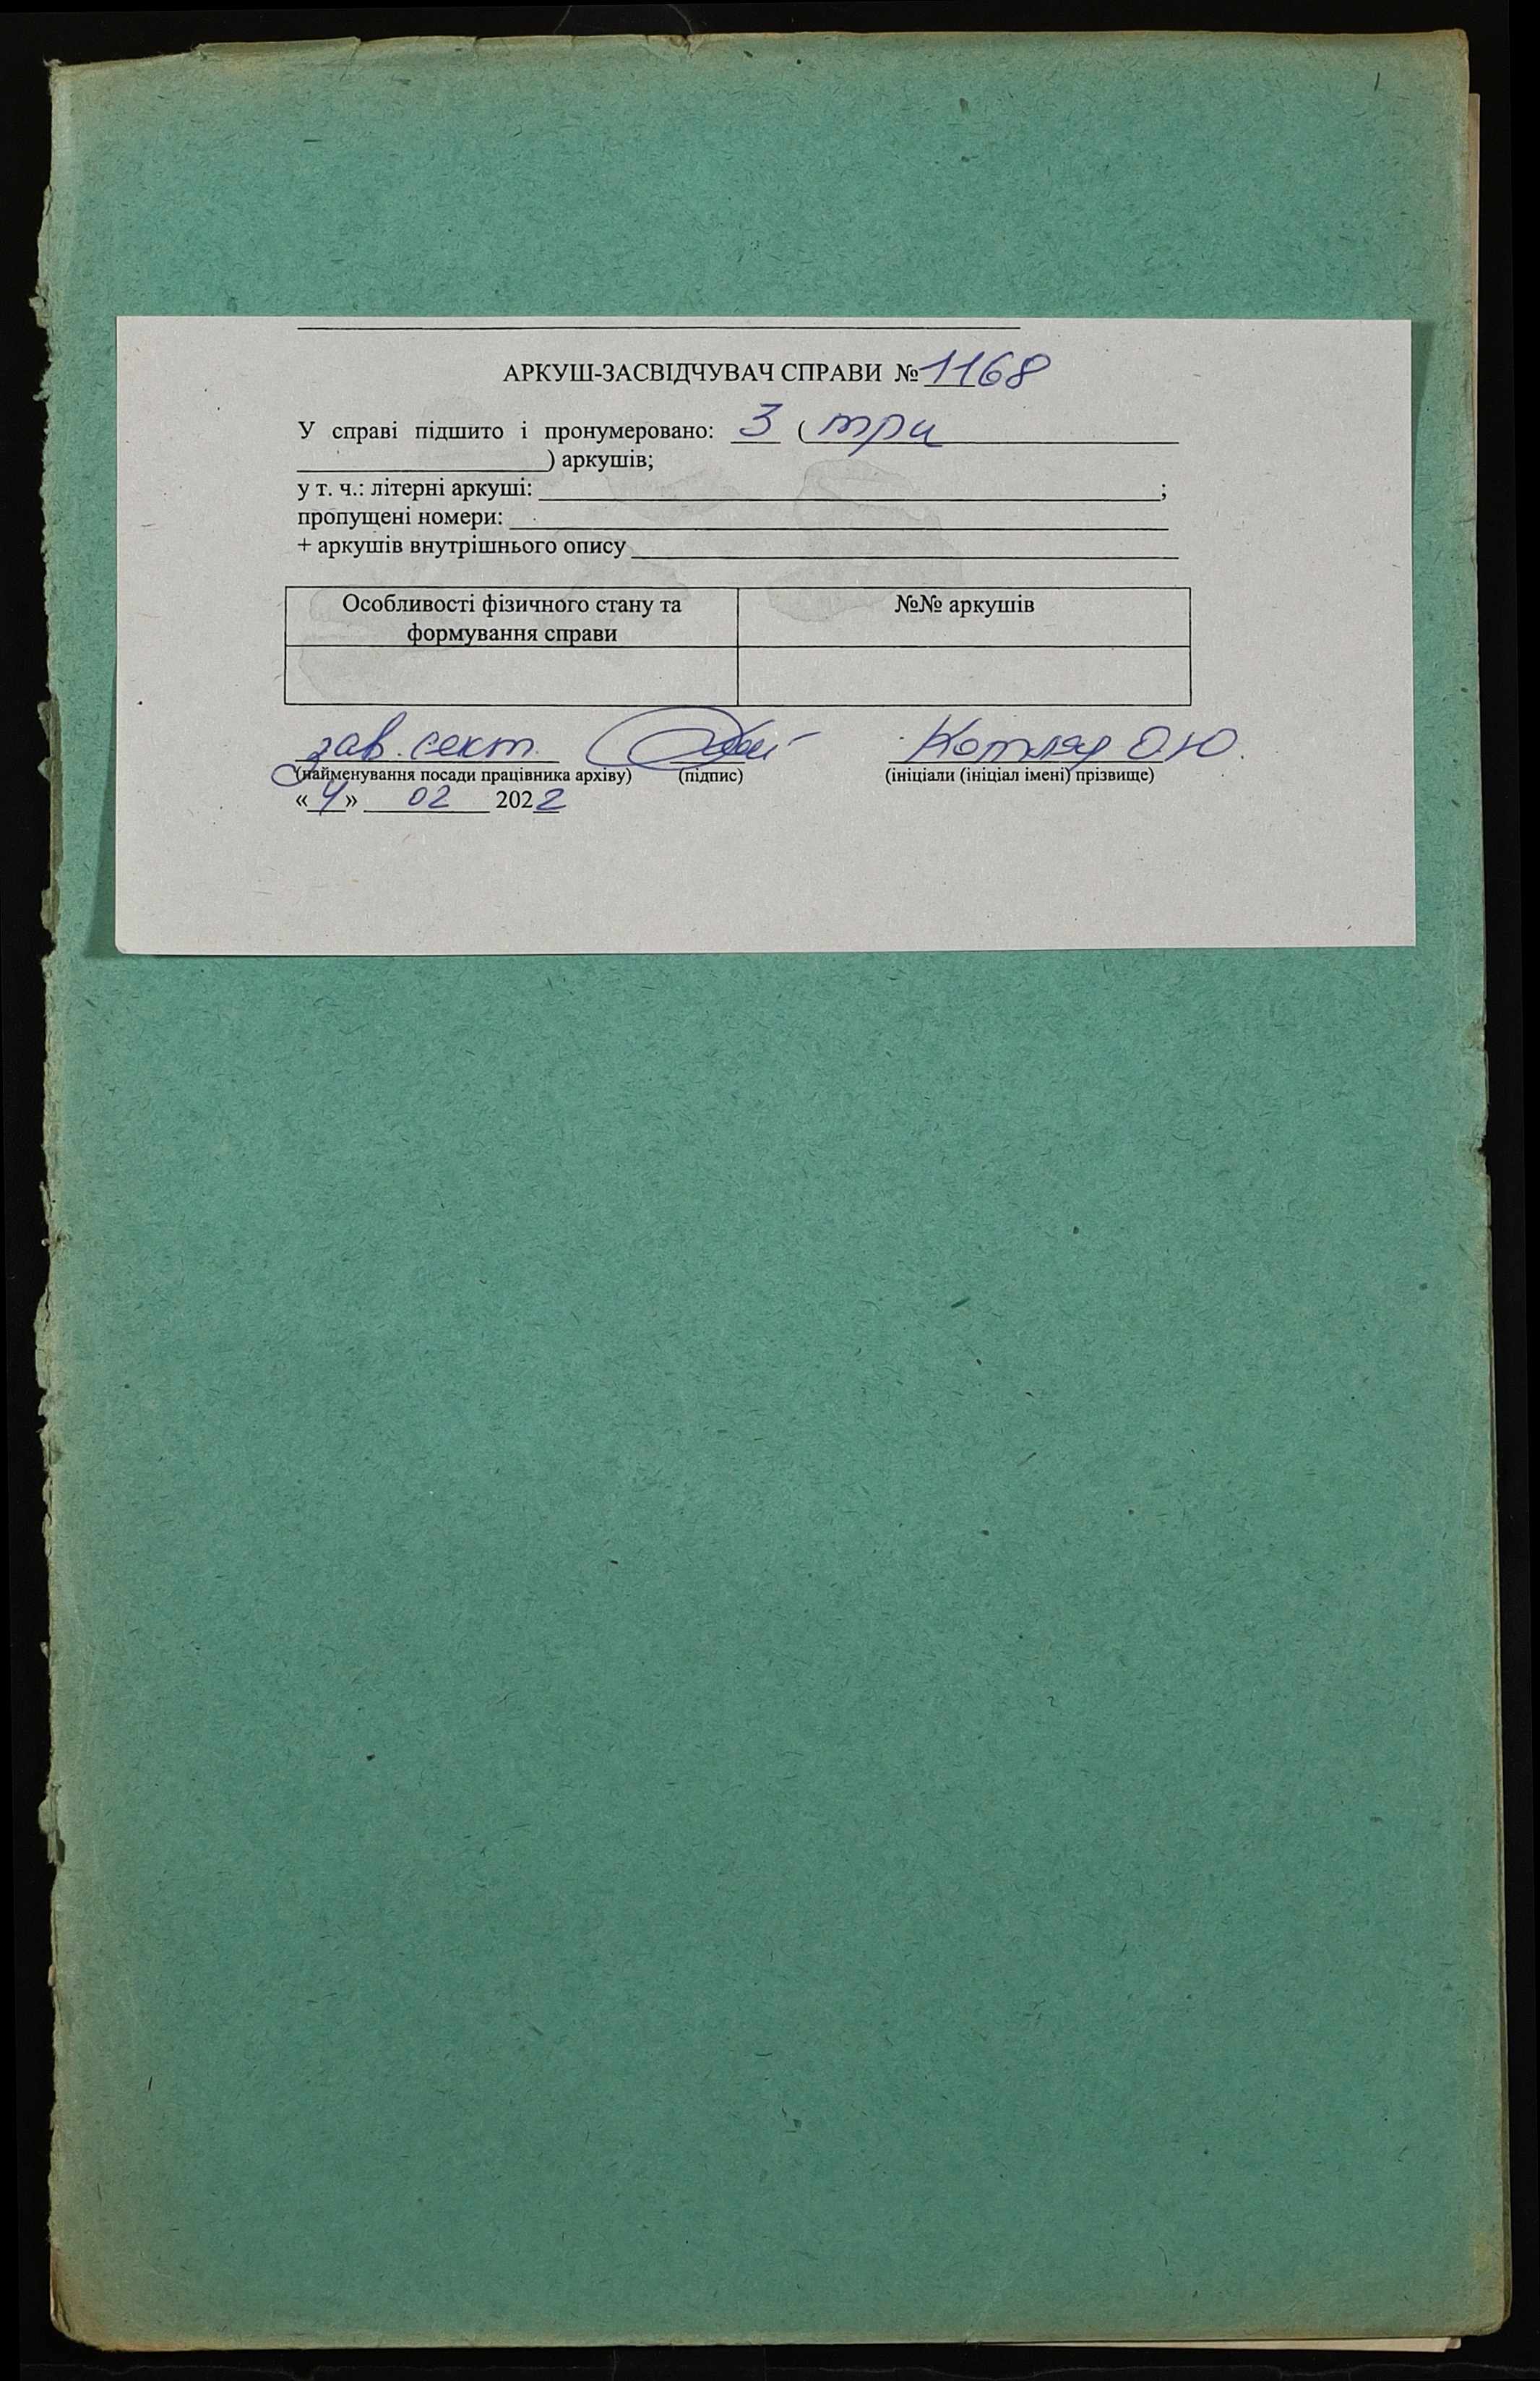 АРКУШ-ЗАСВІДЧУВАЧ СПРАВИ № 1168
У справі підшито і пронумеровано: 3 ( три
) аркушів;
у т. ч.: літерні аркуші: ;
пропущені номери:
+ аркушів внутрішнього опису
Особливості фізичного стану та формування справи №№ аркушів
зав. сект. Котляр О.Ю.
(найменування посади працівника архіву) (підпис) (ініціали (ініціал імені) прізвище)
«4» 02 2022